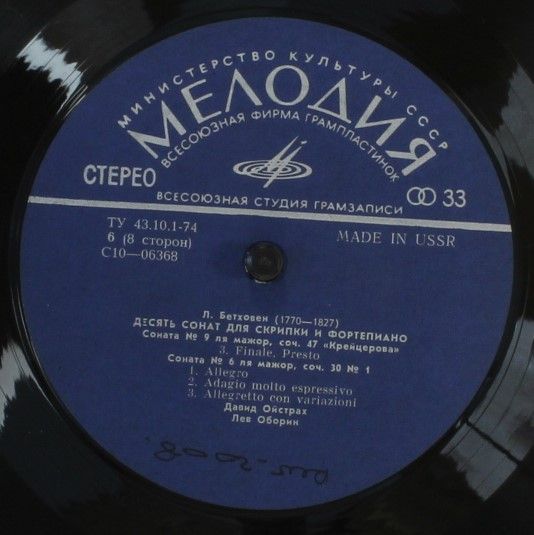 МИНИСТЕРСТВО КУЛЬТУРЫ СССР
МЕЛОДИЯ
ВСЕСОЮЗНАЯ ФИРМА ГРАМПЛАСТИНОК
СТЕРЕО
33
ВСЕСОЮЗНАЯ СТУДИЯ ГРАМЗАПИСИ
ТУ 43.10.1-74
6 (8 сторон)
С10—06368
MADE IN USSR
Л. Бетховен (1770—1827)
ДЕСЯТЬ СОНАТ ДЛЯ СКРИПКИ И ФОРТЕПИАНО
Соната № 9 ля мажор, соч. 47 «Крейцерова»
3. Finale. Presto
Соната № 6 ля мажор, соч. 30 № 1
1. Allegro
2. Adagio molto espressivo
3. Allegretto con variazioni
Давид Ойстрах
Лев Оборин